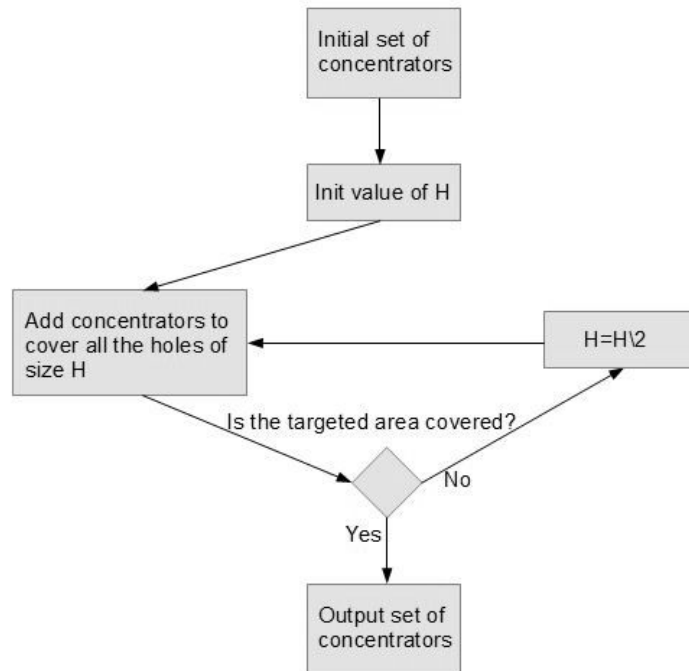 Initial set of
concentrators
Init value of H
Add concentrators to
cover all the holes of
size H
H=H\2
Is the targeted area covered?
No
Yes
Output set of
concentrators